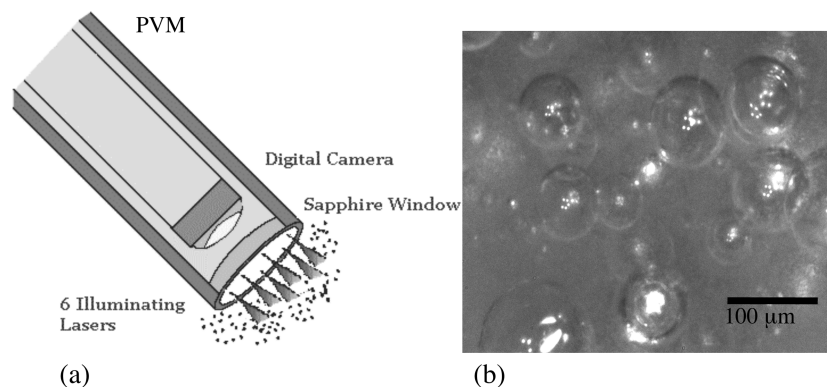 PVM
Digital Camera
Sapphire Window
6 Illuminating
Lasers
100 μm
(a)
(b)